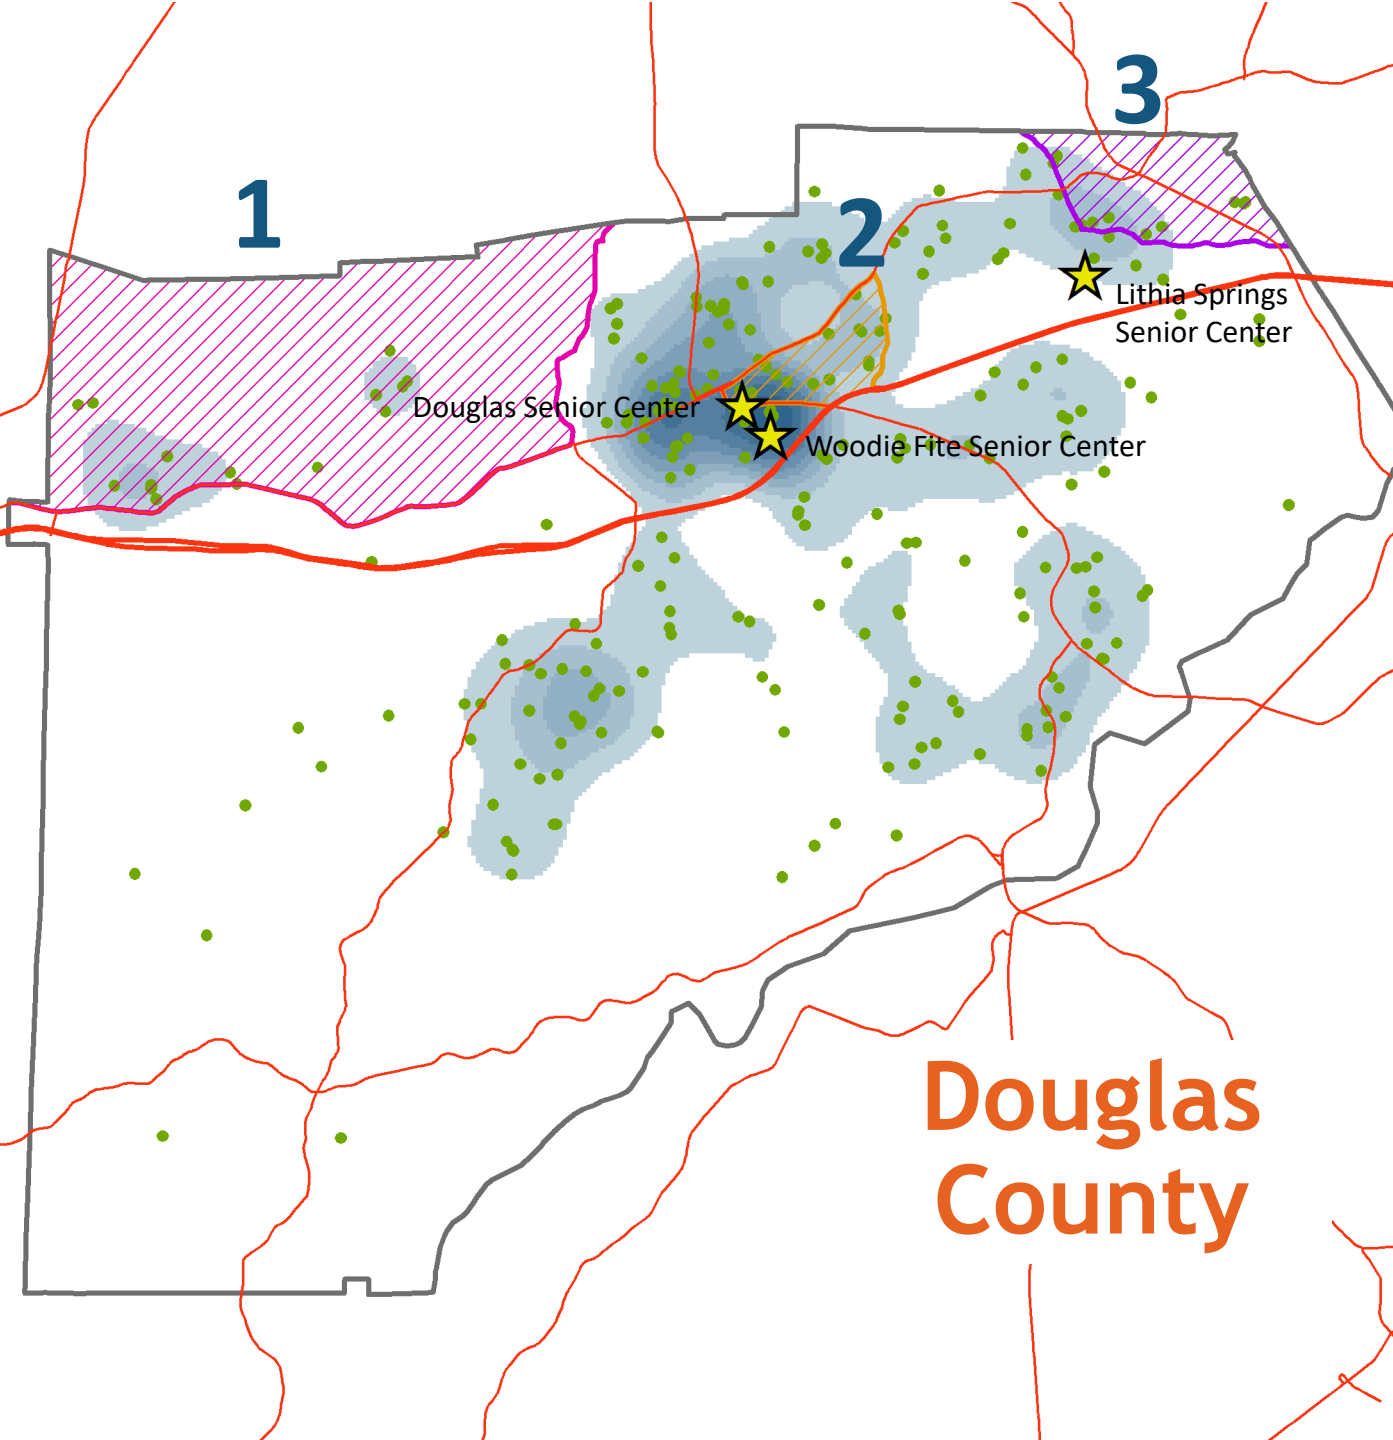 3
1
2
Lithia Springs
Senior Center
Douglas Senior Center
Woodie Fite Senior Center
Douglas
County